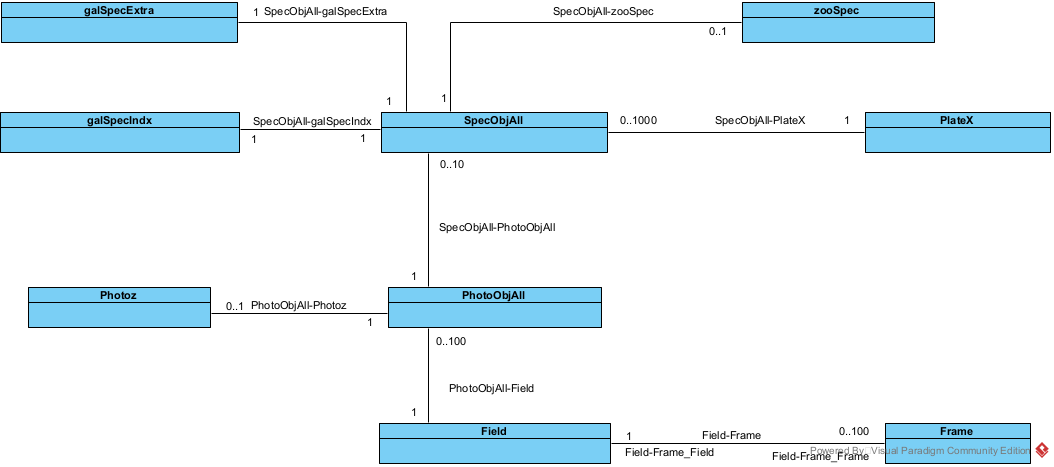 galSpecExtra
1 SpecObjAll-galSpecExtra
SpecObjAll-zooSpec
zooSpec
0..1
1
1
galSpecIndx
SpecObjAll-galSpecIndx
1
1
SpecObjAll
0..1000
SpecObjAll-PlateX
1
PlateX
0..10
SpecObjAll-PhotoObjAll
1
Photoz
0..1
PhotoObjAll-Photoz
1
PhotoObjAll
0..100
PhotoObjAll-Field
1
Field
1
Field-Frame
0..100
Frame
Field-Frame_Field
Field-Frame_Frame
Powered By: Visual Paradigm Community Edition